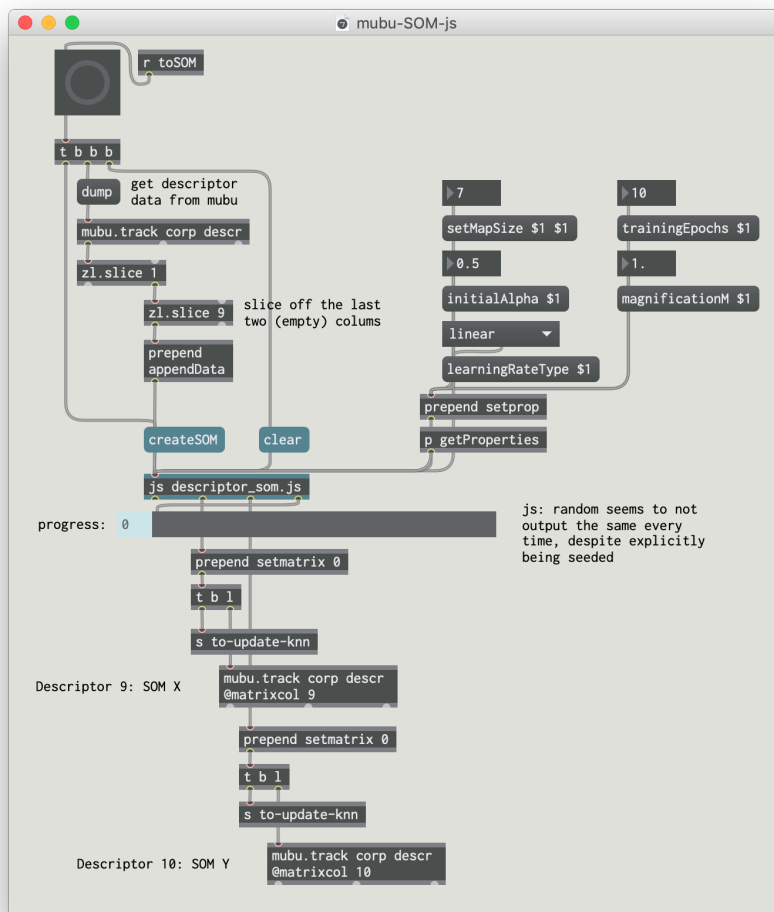 mubu-SOM-js
r toSOM
t b b b
dump
get descriptor
data from mubu
mubu.track corp descr
zl.slice 1
zl.slice 9
slice off the last
two (empty) colums
prepend
appendData
7
10
setMapSize $1 $1
trainingEpochs $1
0.5
1.
initialAlpha $1
magnificationM $1
linear
learningRateType $1
prepend setprop
p getProperties
createSOM
clear
js descriptor_som.js
progress:
0
js: random seems to not
output the same every
time, despite explicitly
being seeded
prepend setmatrix 0
t b l
s to-update-knn
Descriptor 9: SOM X
mubu.track corp descr
@matrixcol 9
prepend setmatrix 0
t b l
s to-update-knn
Descriptor 10: SOM Y
mubu.track corp descr
@matrixcol 10